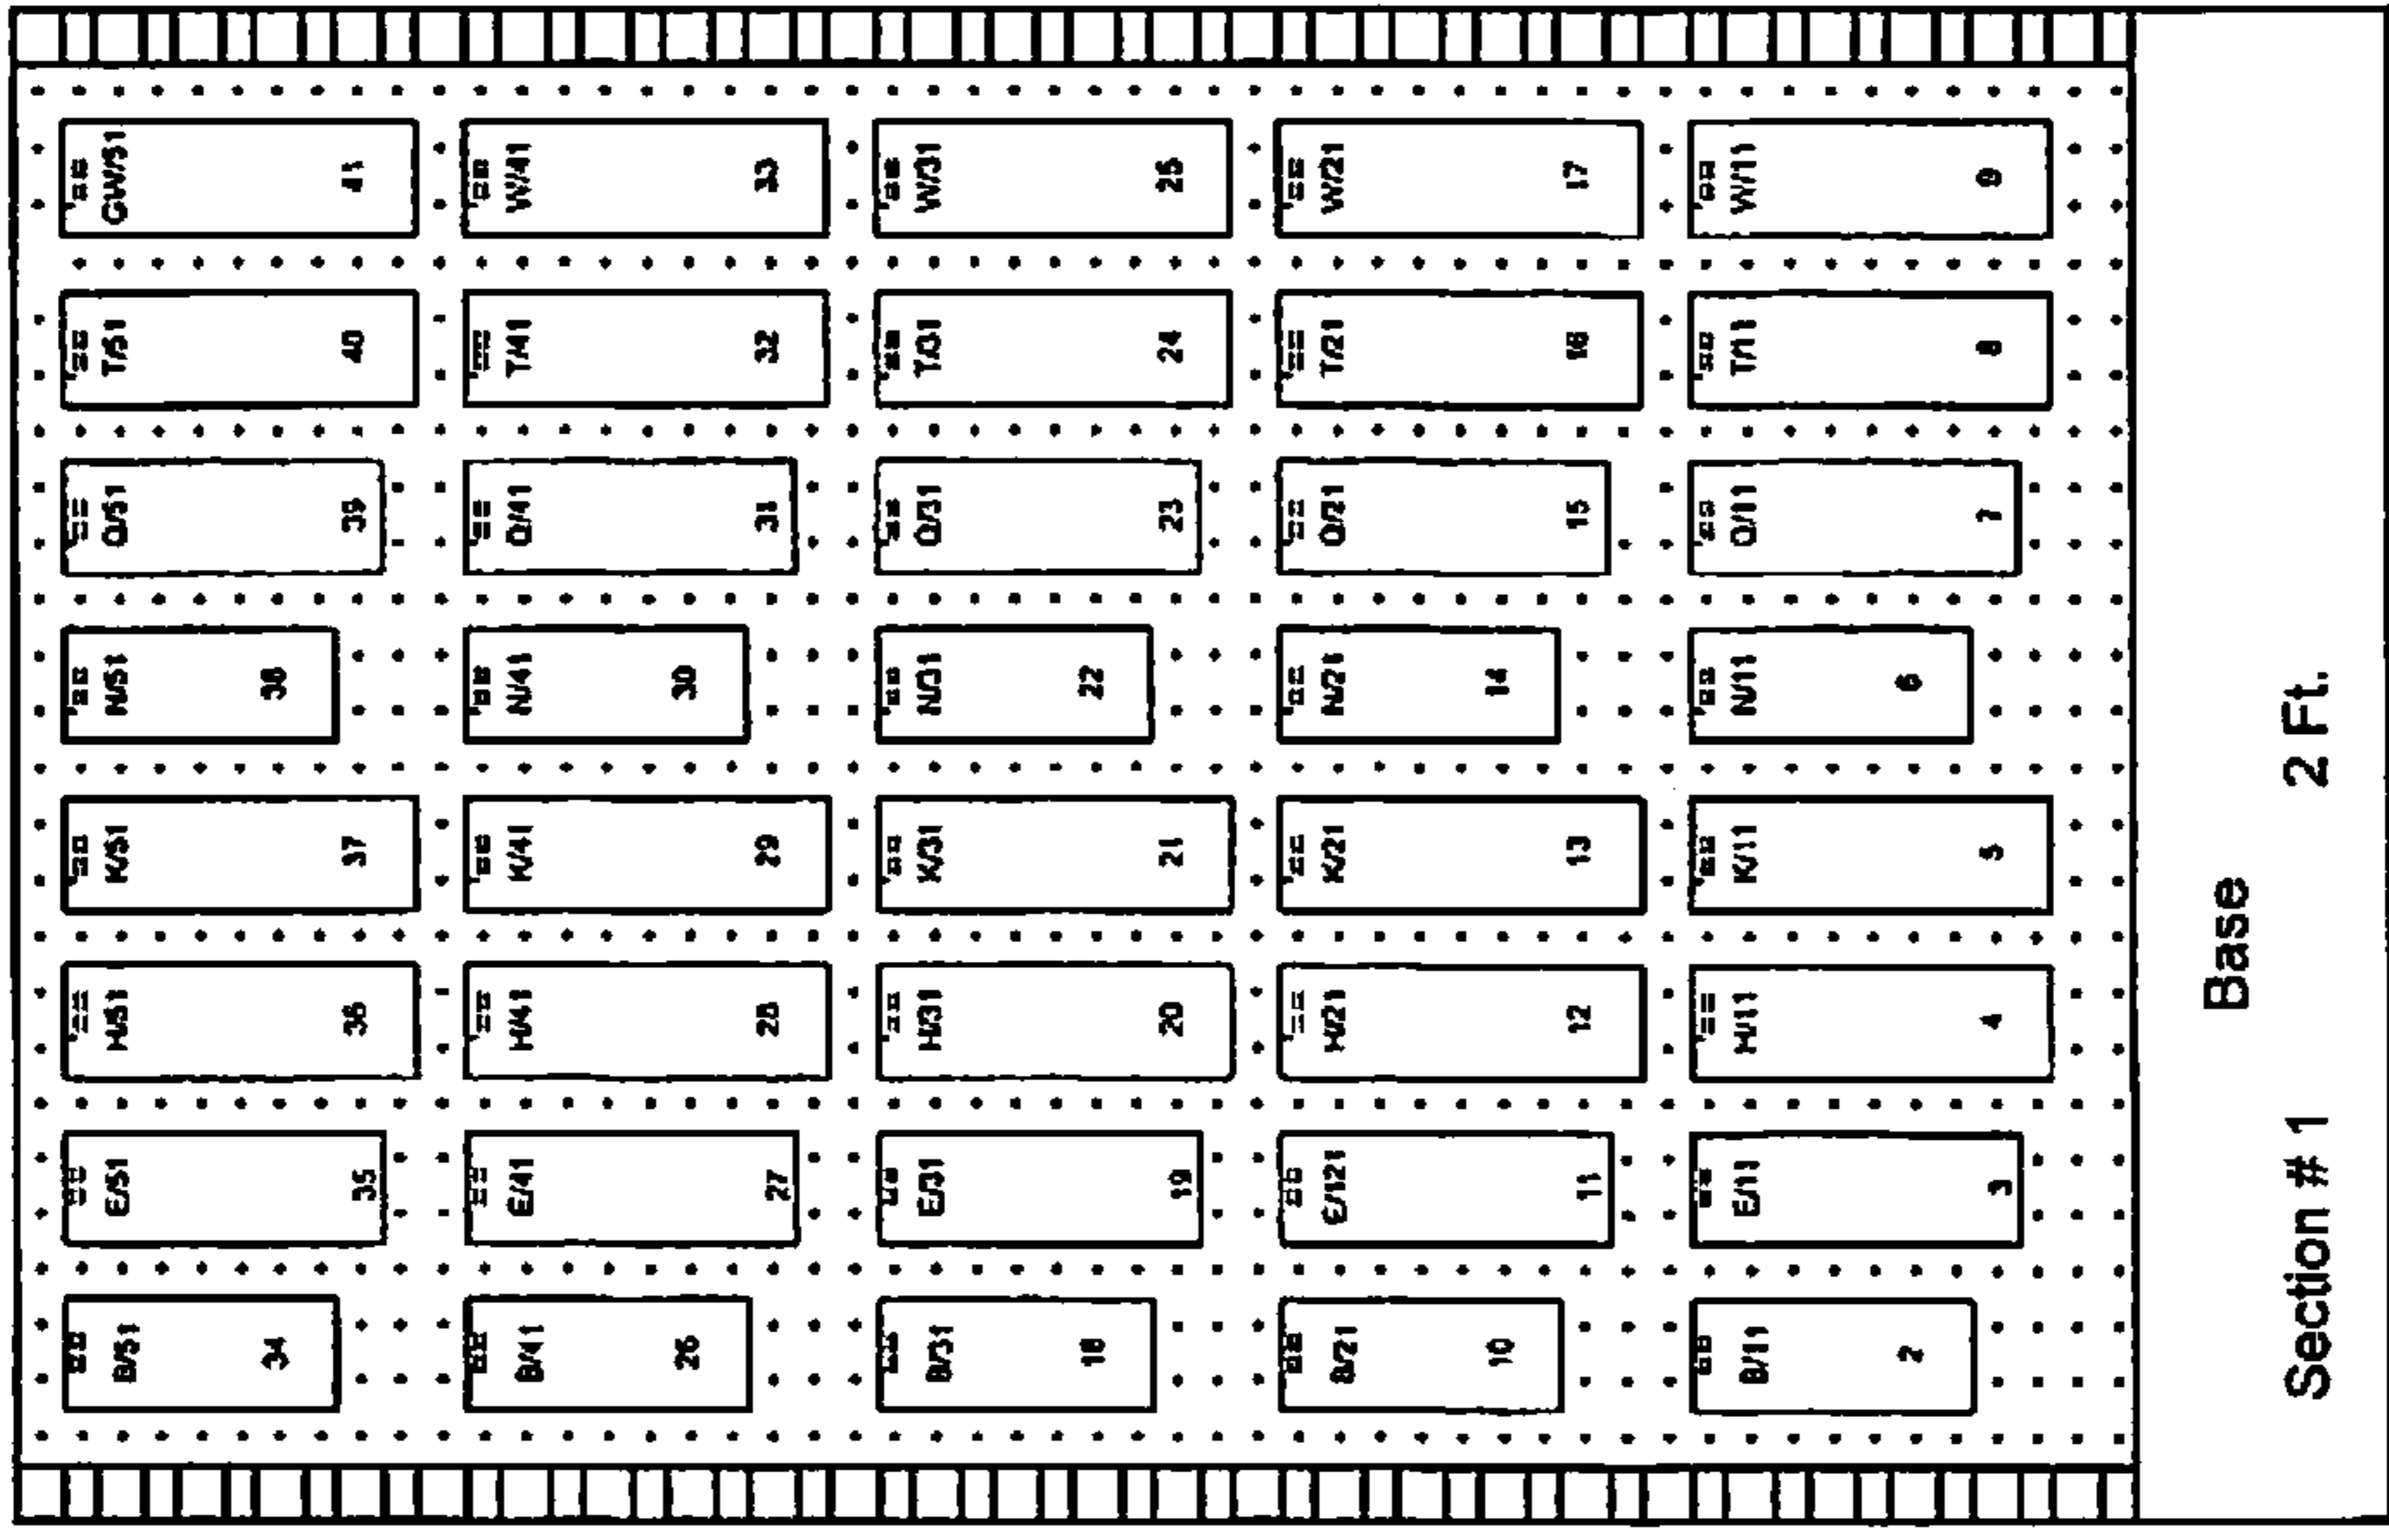 B/51 E/51 H/51 K/51 N/51 Q/51 T/51 GW/51
34 35 36 37 38 39 40 41
B/41 E/41 H/41 K/41 N/41 Q/41 T/41 W/41
26 27 28 29 30 31 32 33
B/31 E/31 H/31 K/31 N/31 Q/31 T/31 W/31
18 19 20 21 22 23 24 25
B/21 E/121 H/21 K/21 N/21 Q/21 T/21 W/21
10 11 12 13 14 15 16 17
B/11 E/11 H/11 K/11 N/11 Q/11 T/11 W/11
2 3 4 5 6 7 8 9
Base
Section # 1 2 Ft.